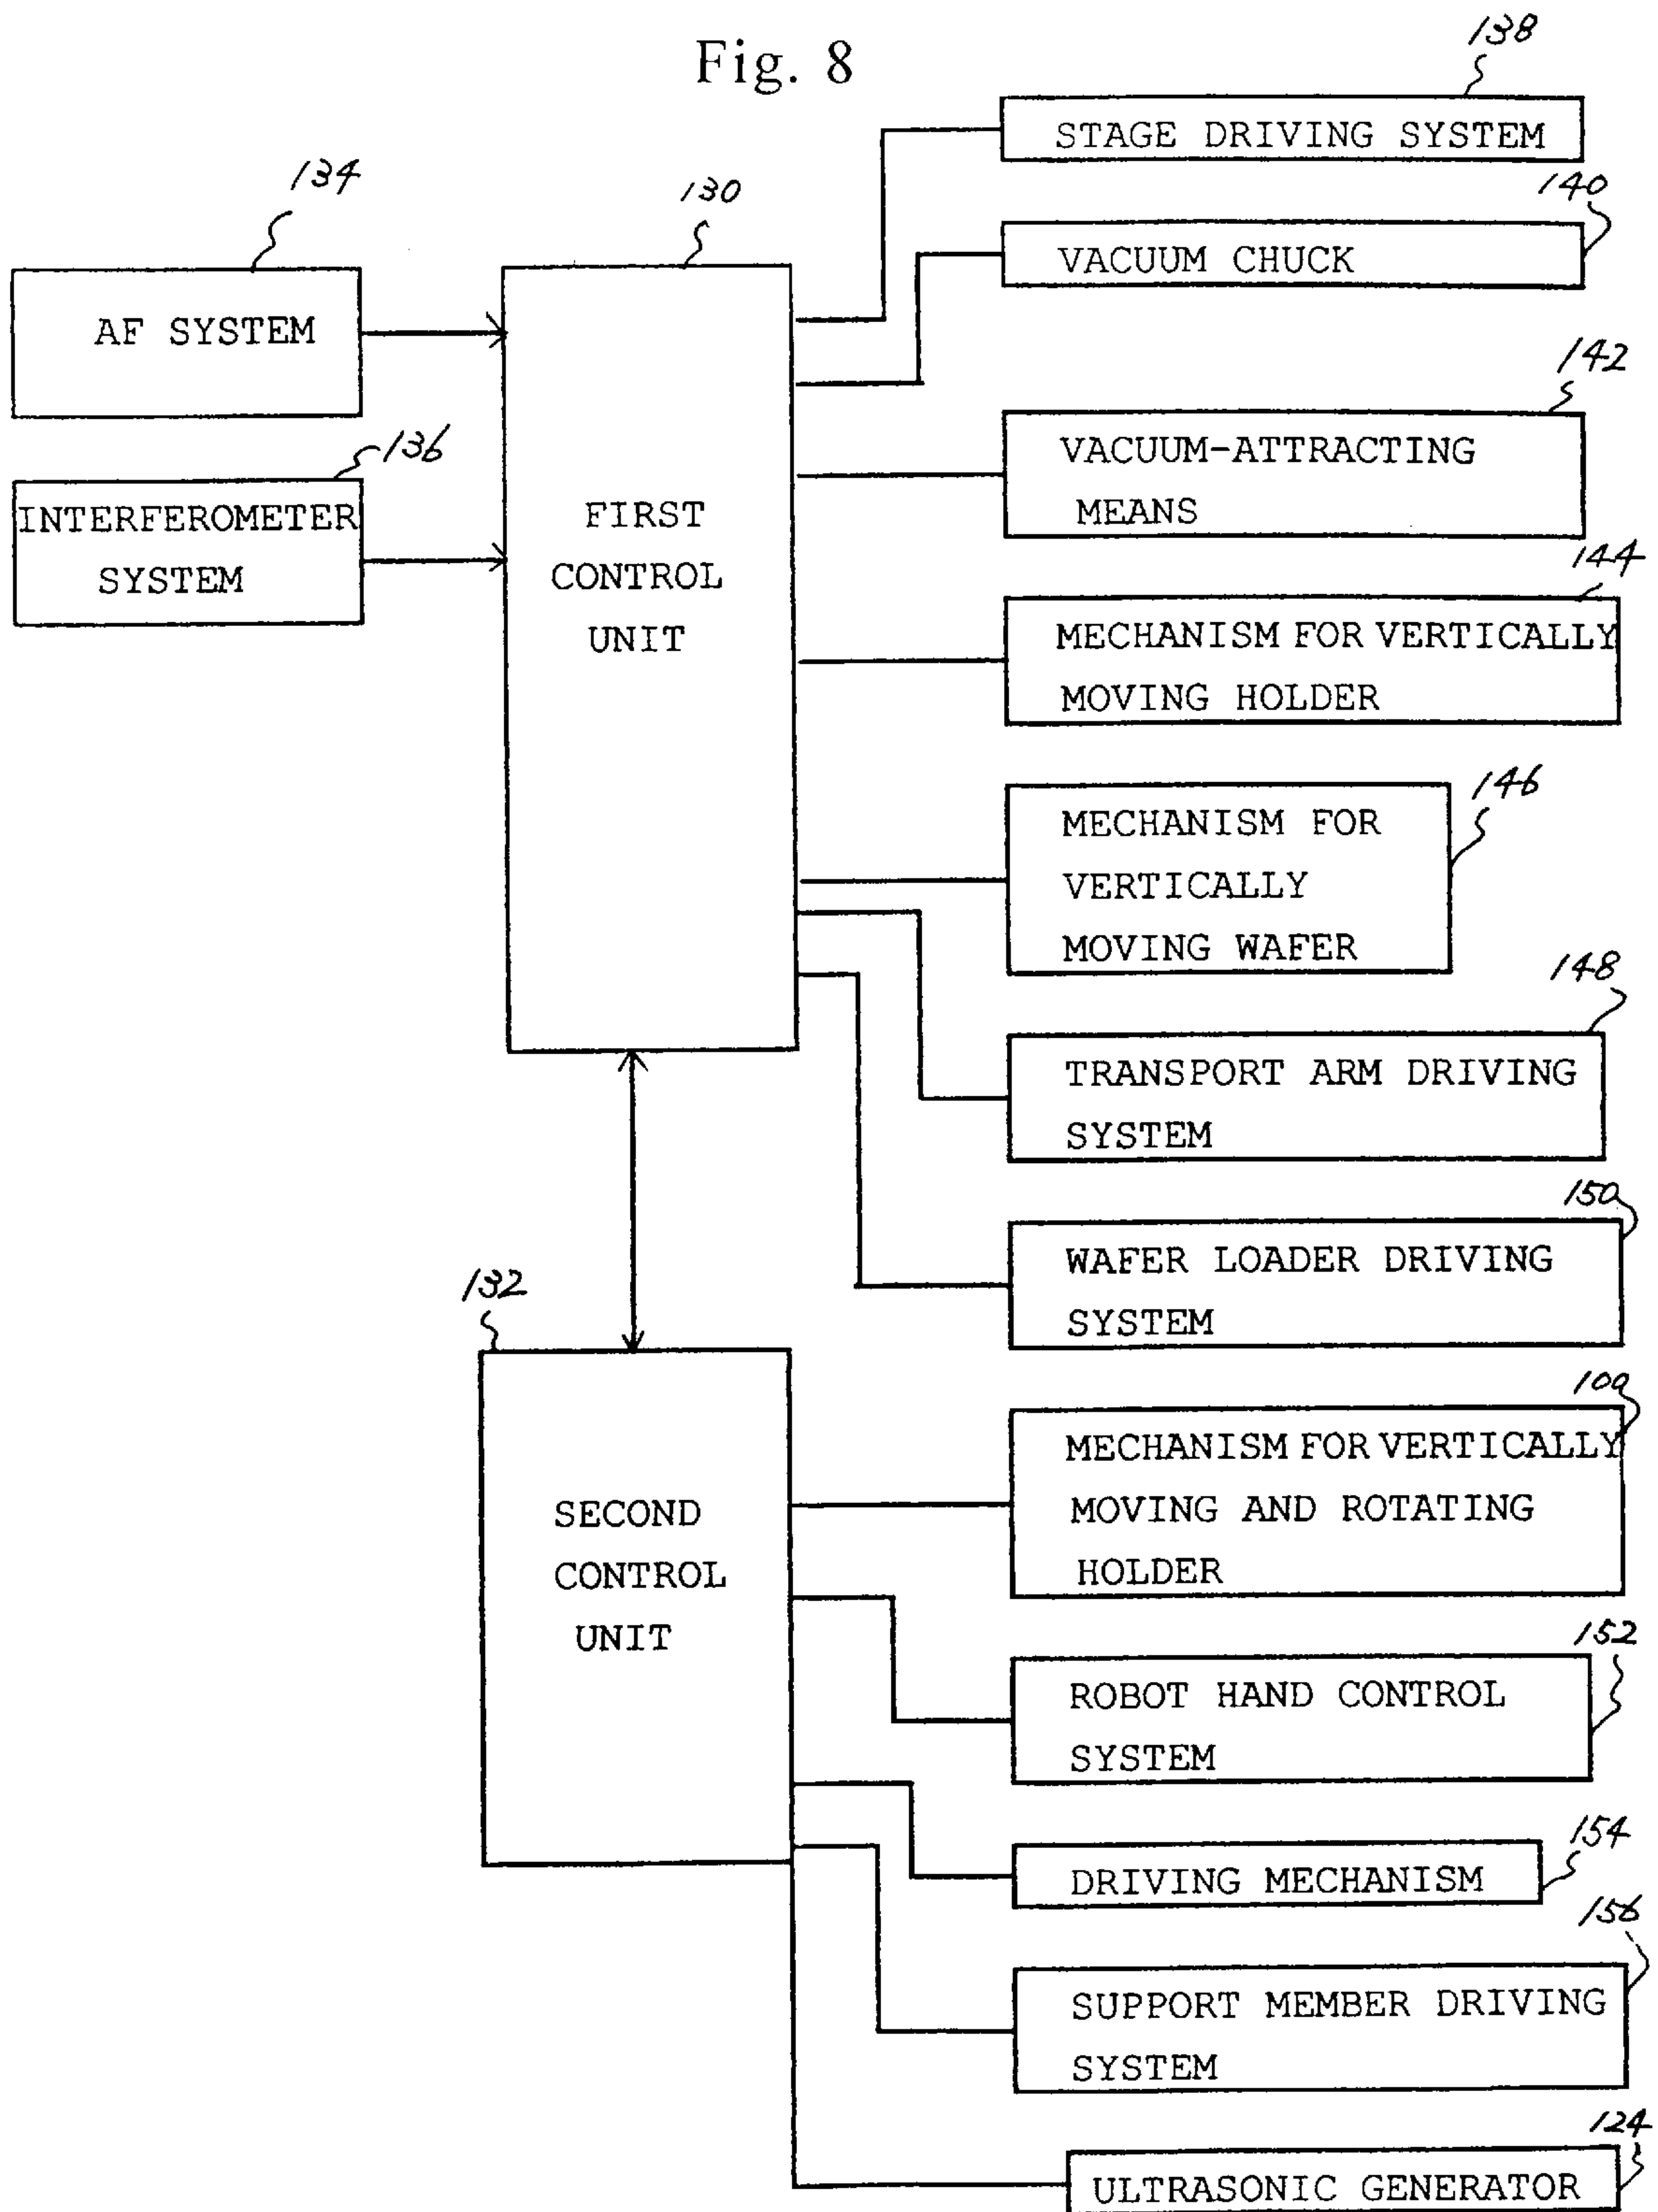 Fig. 8
138
STAGE DRIVING SYSTEM
140
VACUUM CHUCK
134
AF SYSTEM
130
FIRST
CONTROL
UNIT
136
INTERFEROMETER
SYSTEM
142
VACUUM-ATTRACTING
MEANS
144
MECHANISM FOR VERTICALLY
MOVING HOLDER
146
MECHANISM FOR
VERTICALLY
MOVING WAFER
148
TRANSPORT ARM DRIVING
SYSTEM
150
WAFER LOADER DRIVING
SYSTEM
132
SECOND
CONTROL
UNIT
MECHANISM FOR VERTICALLY
MOVING AND ROTATING
HOLDER
152
ROBOT HAND CONTROL
SYSTEM
154
DRIVING MECHANISM
156
SUPPORT MEMBER DRIVING
SYSTEM
124
ULTRASONIC GENERATOR